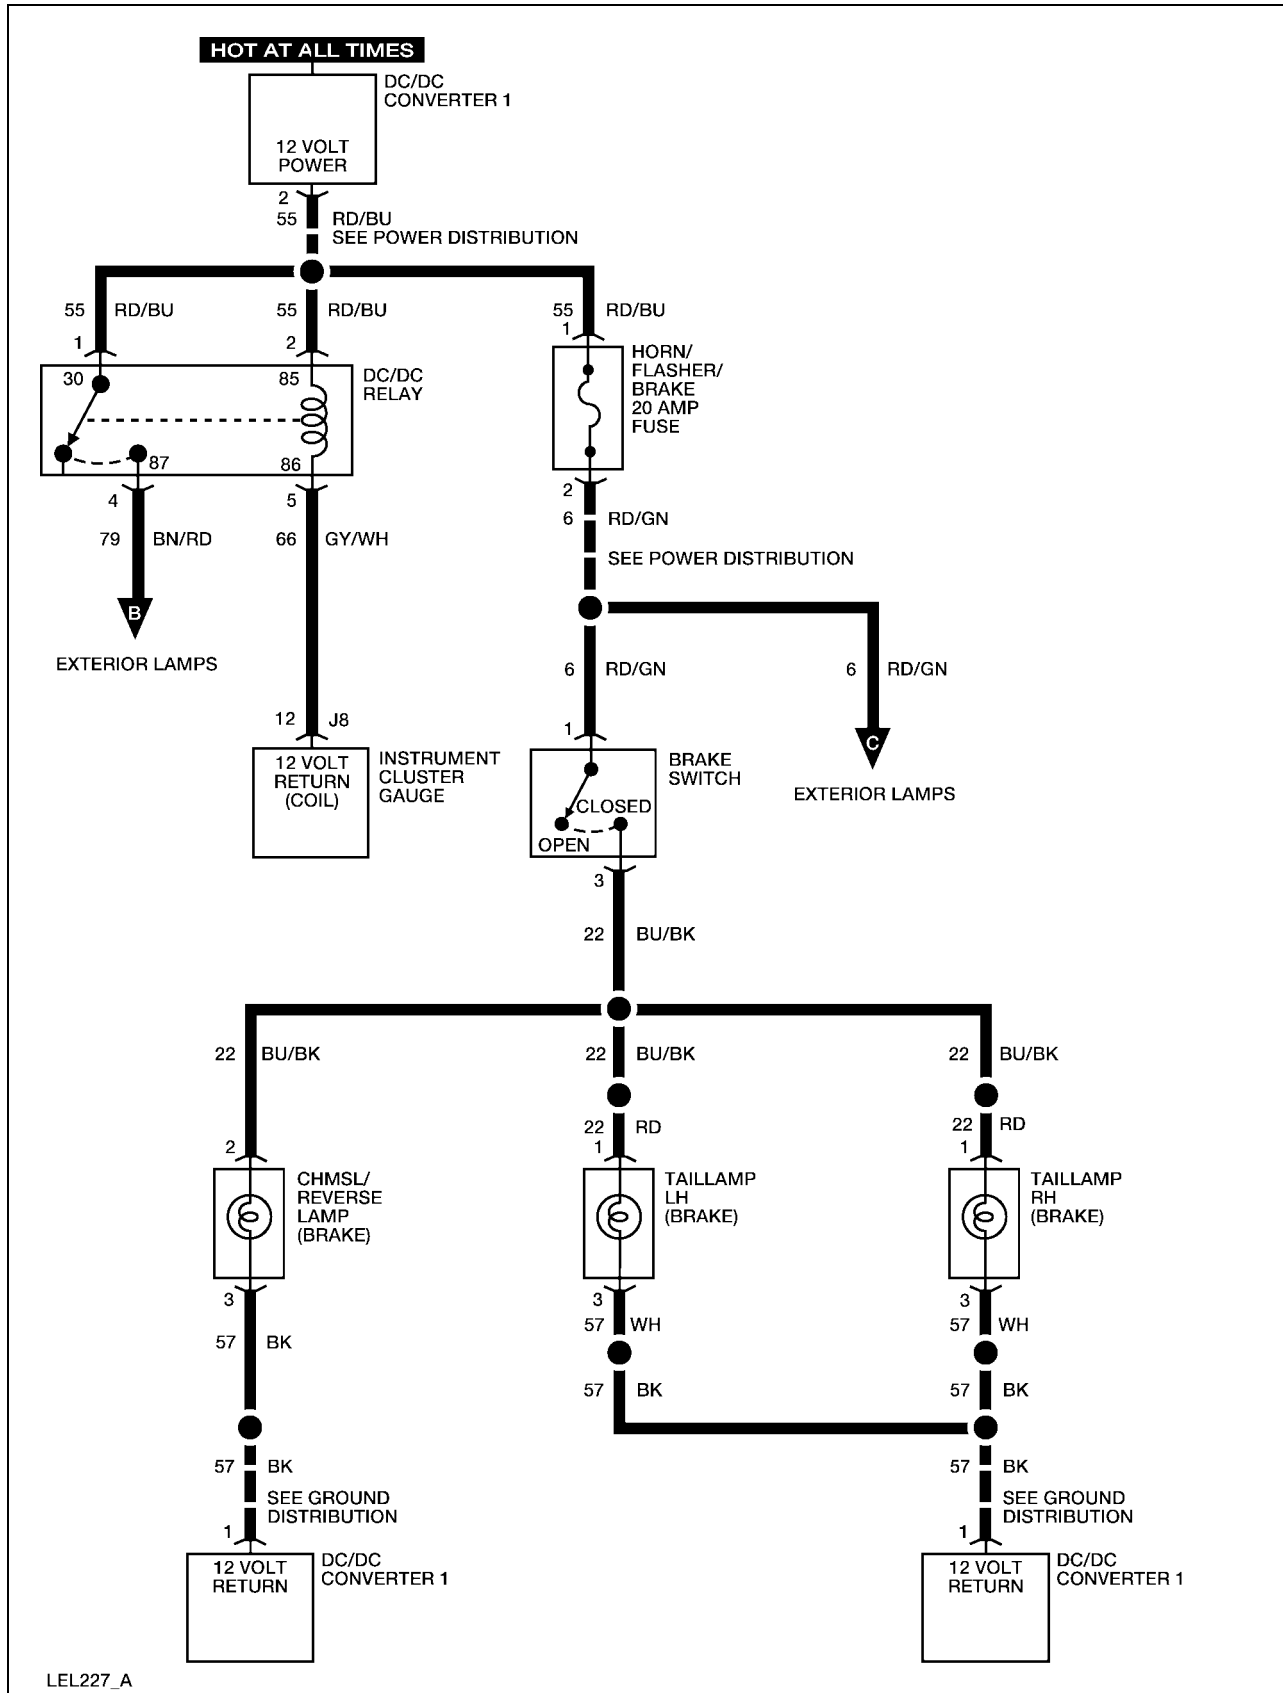 HOT AT ALL TIMES
DC/DC
CONVERTER 1
12 VOLT
POWER
2
55 RD/BU
SEE POWER DISTRIBUTION
55 RD/BU
55 RD/BU
55 RD/BU
1
2
1
30
85
DC/DC
RELAY
87
86
HORN/
FLASHER/
BRAKE
20 AMP
FUSE
4
5
2
79 BN/RD
66 GY/WH
6 RD/GN
SEE POWER DISTRIBUTION
B
EXTERIOR LAMPS
6 RD/GN
6 RD/GN
12 J8
1
C
EXTERIOR LAMPS
12 VOLT
RETURN
(COIL)
INSTRUMENT
CLUSTER
GAUGE
BRAKE
SWITCH
CLOSED
OPEN
3
22 BU/BK
22 BU/BK
22 BU/BK
22 BU/BK
22 RD
22 RD
2
1
1
CHMSL/
REVERSE
LAMP
(BRAKE)
TAILLAMP
LH
(BRAKE)
TAILLAMP
RH
(BRAKE)
3
3
3
57 BK
57 WH
57 WH
57 BK
57 BK
57 BK
57 BK
SEE GROUND
DISTRIBUTION
SEE GROUND
DISTRIBUTION
1
1
12 VOLT
RETURN
DC/DC
CONVERTER 1
12 VOLT
RETURN
DC/DC
CONVERTER 1
LEL227_A